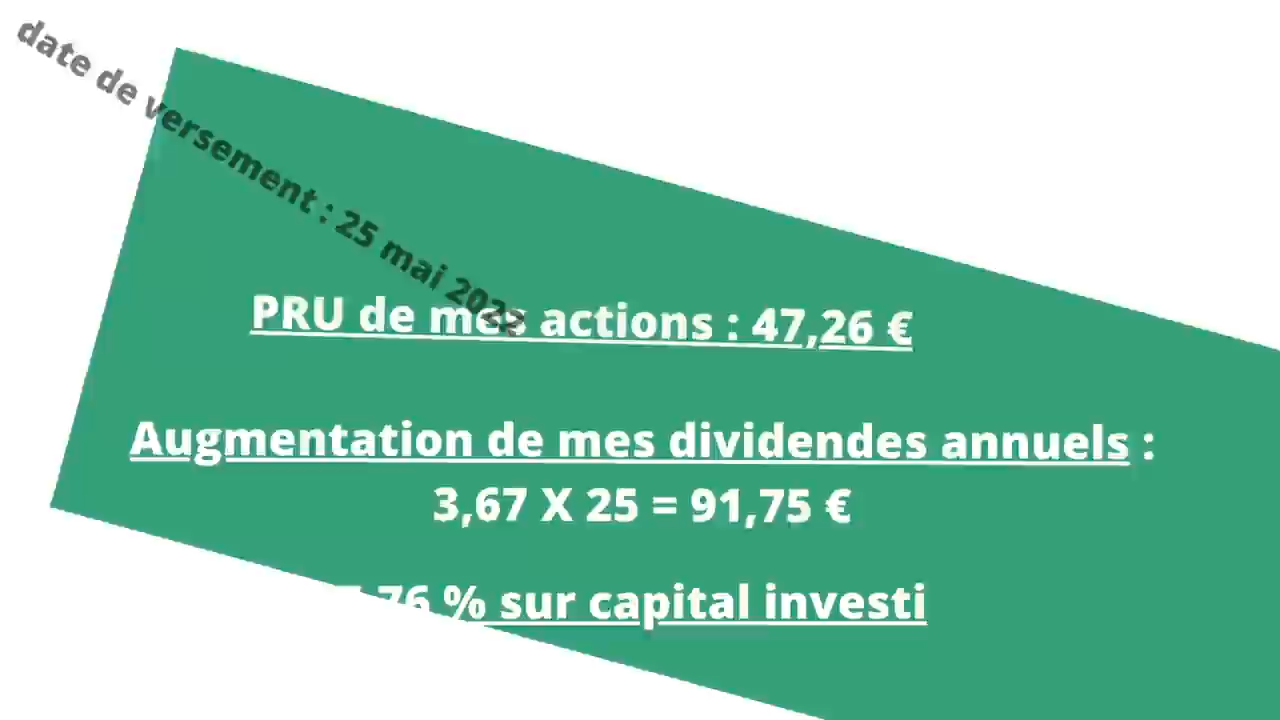 date de versement : 25 mai 2022
PRU de mes actions : 47,26 €
Augmentation de mes dividendes annuels :
3,67 X 25 = 91,75 €
% sur capital investi